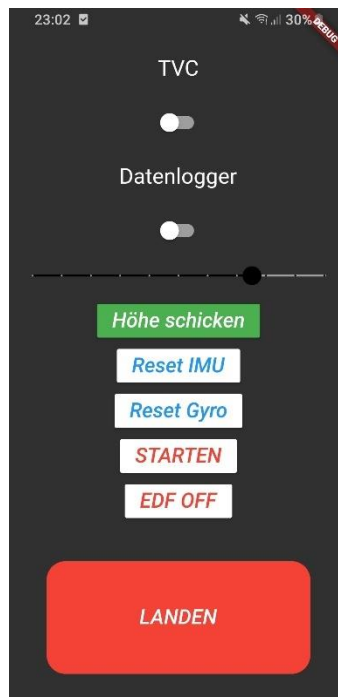 23:02 30%
DEBUG
TVC
Datenlogger
Höhe schicken
Reset IMU
Reset Gyro
STARTEN
EDF OFF
LANDEN